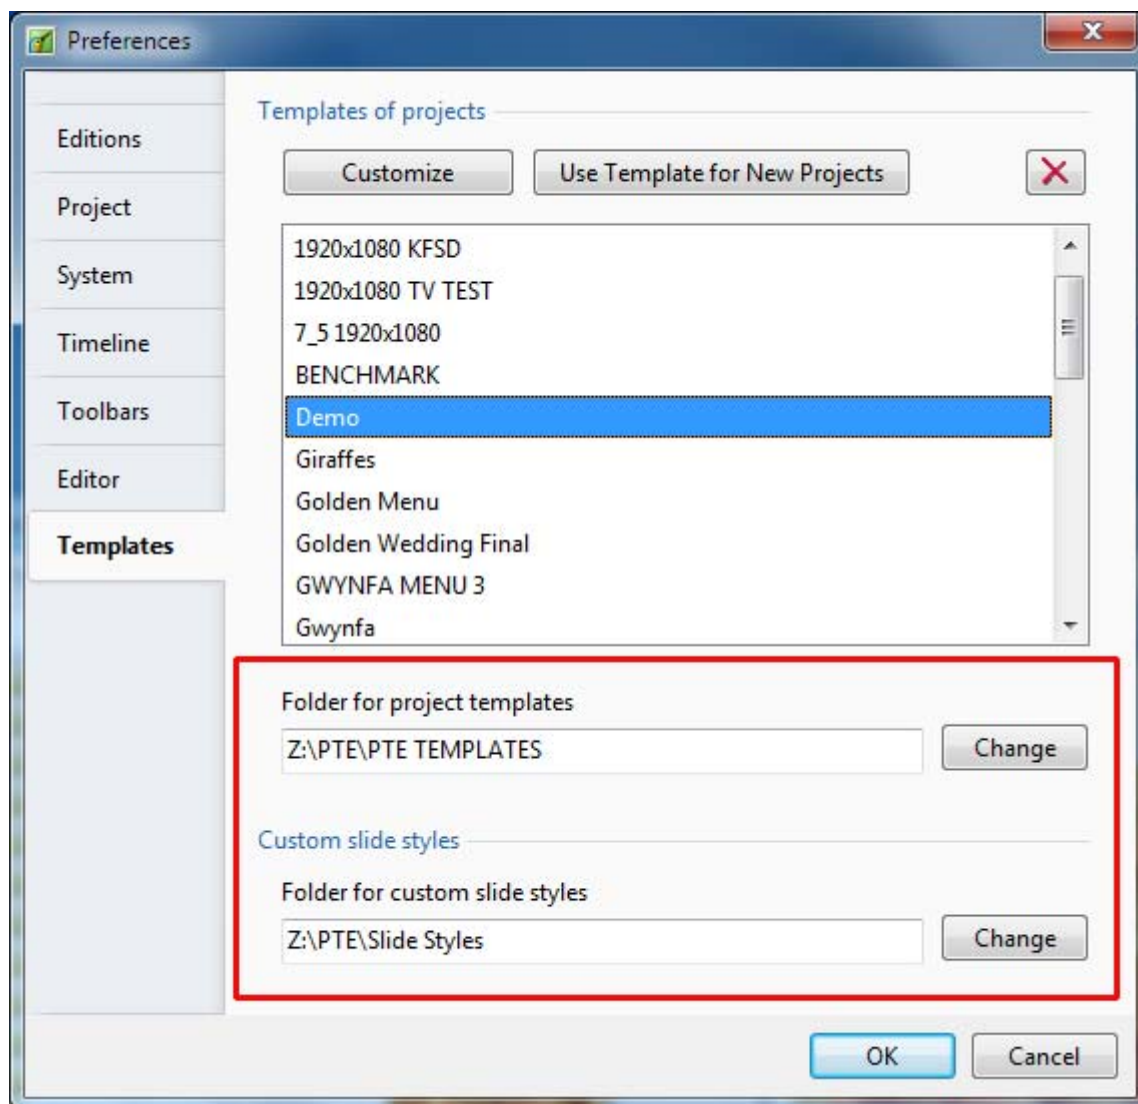 Preferences
Templates of projects
Editions
Customize
Use Template for New Projects
Project
1920x1080 KFSD
System
1920x1080 TV TEST
7_5 1920x1080
Timeline
BENCHMARK
Toolbars
Demo
Giraffes
Editor
Golden Menu
Templates
Golden Wedding Final
GWYNFA MENU 3
Gwynfa
Folder for project templates
Z:\PTE\PTE TEMPLATES
Change
Custom slide styles
Folder for custom slide styles
Z:\PTE\Slide Styles
Change
OK
Cancel